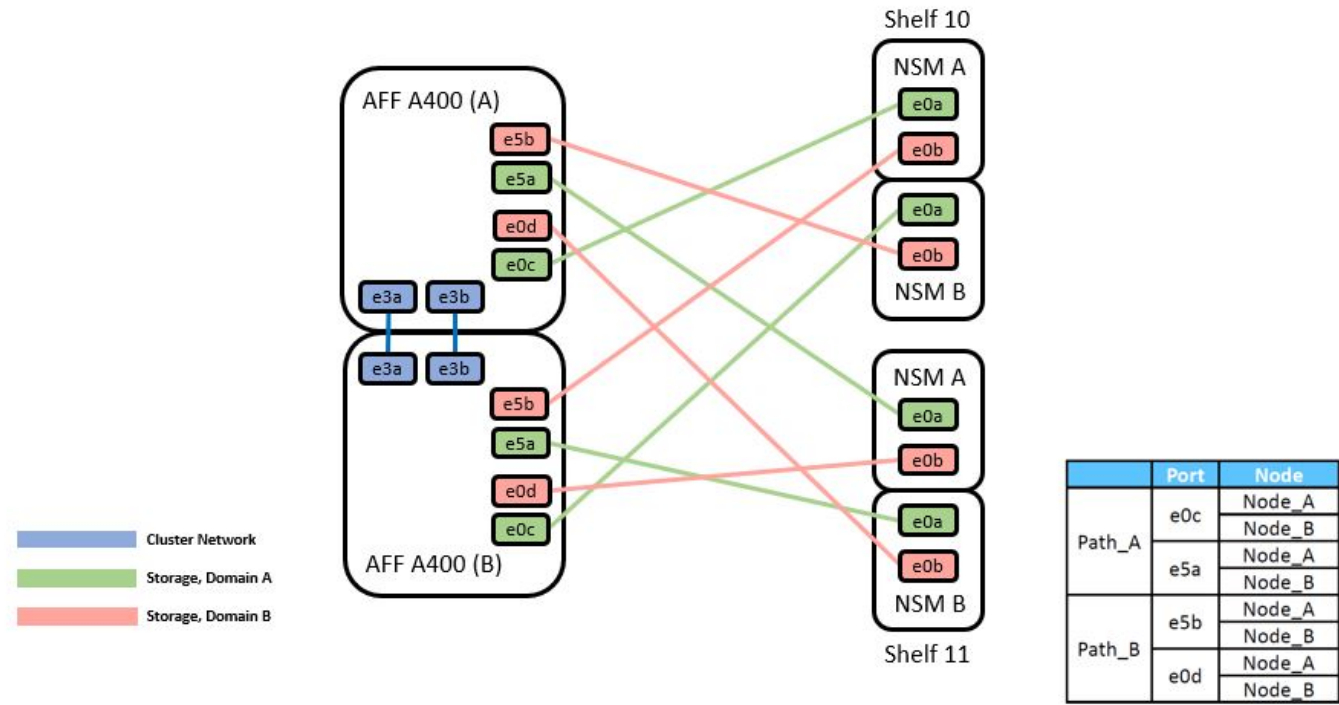 Shelf 10
AFF A400 (A)
e5b
e5a
e0d
e0c
e3a e3b
NSM A
e0a
e0b
e0a
e0b
NSM B
e3a e3b
e5b
e5a
e0d
e0c
AFF A400 (B)
NSM A
e0a
e0b
e0a
e0b
NSM B
Shelf 11
Cluster Network
Storage, Domain A
Storage, Domain B
Port Node
Path_A e0c Node_A
Node_B
e5a Node_A
Node_B
Path_B e5b Node_A
Node_B
e0d Node_A
Node_B